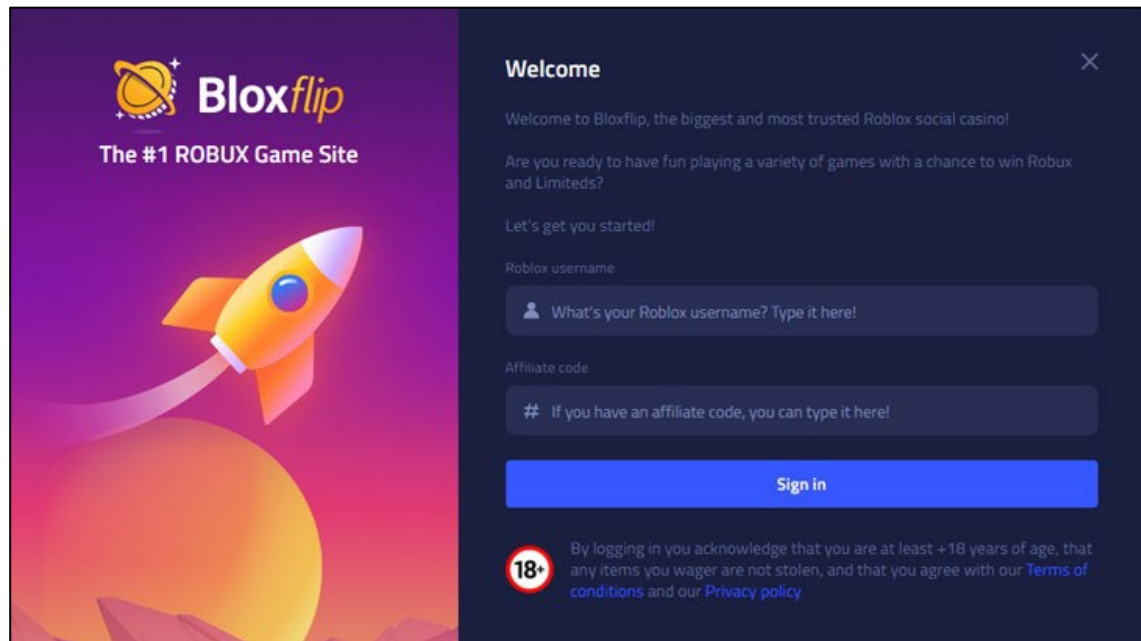 Bloxflip
The #1 ROBUX Game Site
Welcome
Welcome to Bloxflip, the biggest and most trusted Roblox social casino!
Are you ready to have fun playing a variety of games with a chance to win Robux
and Limiteds?
Let's get you started!
Roblox username
What's your Roblox username? Type it here!
Affiliate code
# If you have an affiliate code, you can type it here!
Sign in
18+
By logging in you acknowledge that you are at least +18 years of age, that
any items you wager are not stolen, and that you agree with our Terms of
conditions and our Privacy policy